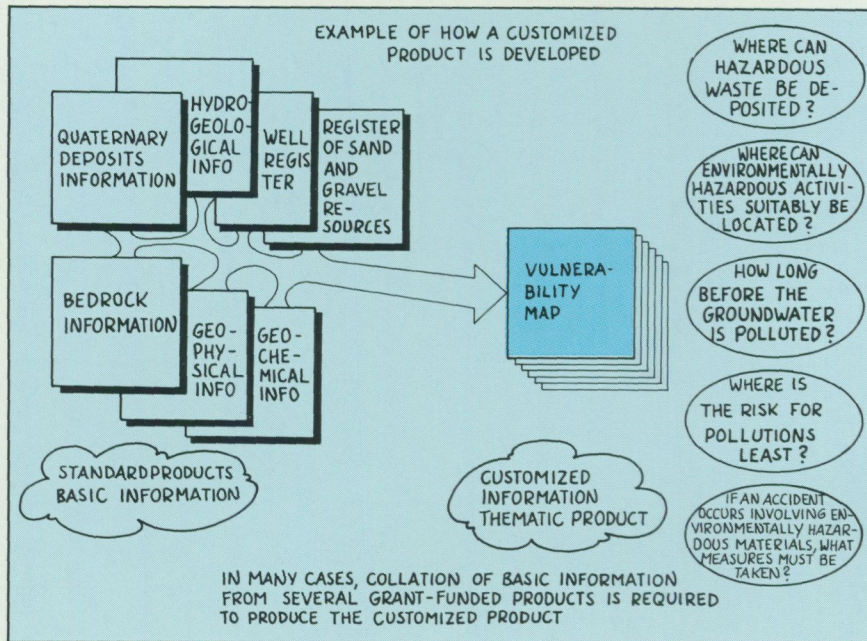 EXAMPLE OF HOW A CUSTOMIZED
PRODUCT IS DEVELOPED
QUATERNARY
DEPOSITS
INFORMATION
HYDRO-
GEOLO-
GICAL
INFO
WELL
REGIS
TER
REGISTER
OF SAND
AND
GRAVEL
RE-
SOURCES
BEDROCK
INFORMATION
GEO-
PHY-
SICAL
INFO
GEO-
CHE-
MICAL
INFO
VULNERA-
BILITY
MAP
STANDARDPRODUCTS
BASIC INFORMATION
CUSTOMIZED
INFORMATION
THEMATIC PRODUCT
WHERE CAN
HAZARDOUS
WASTE BE DE-
POSITED?
WHERE CAN
ENVIRONMENTALLY
HAZARDOUS ACTIVI-
TIES SUITABLY BE
LOCATED?
HOW LONG
BEFORE THE
GROUNDWATER
IS POLLUTED?
WHERE IS
THE RISK FOR
POLLUTIONS
LEAST?
IF AN ACCIDENT
OCCURS INVOLVING EN-
VIRONMENTALLY HAZAR-
DOUS MATERIALS, WHAT
MEASURES MUST BE
TAKEN?
IN MANY CASES, COLLATION OF BASIC INFORMATION
FROM SEVERAL GRANT-FUNDED PRODUCTS IS REQUIRED
TO PRODUCE THE CUSTOMIZED PRODUCT